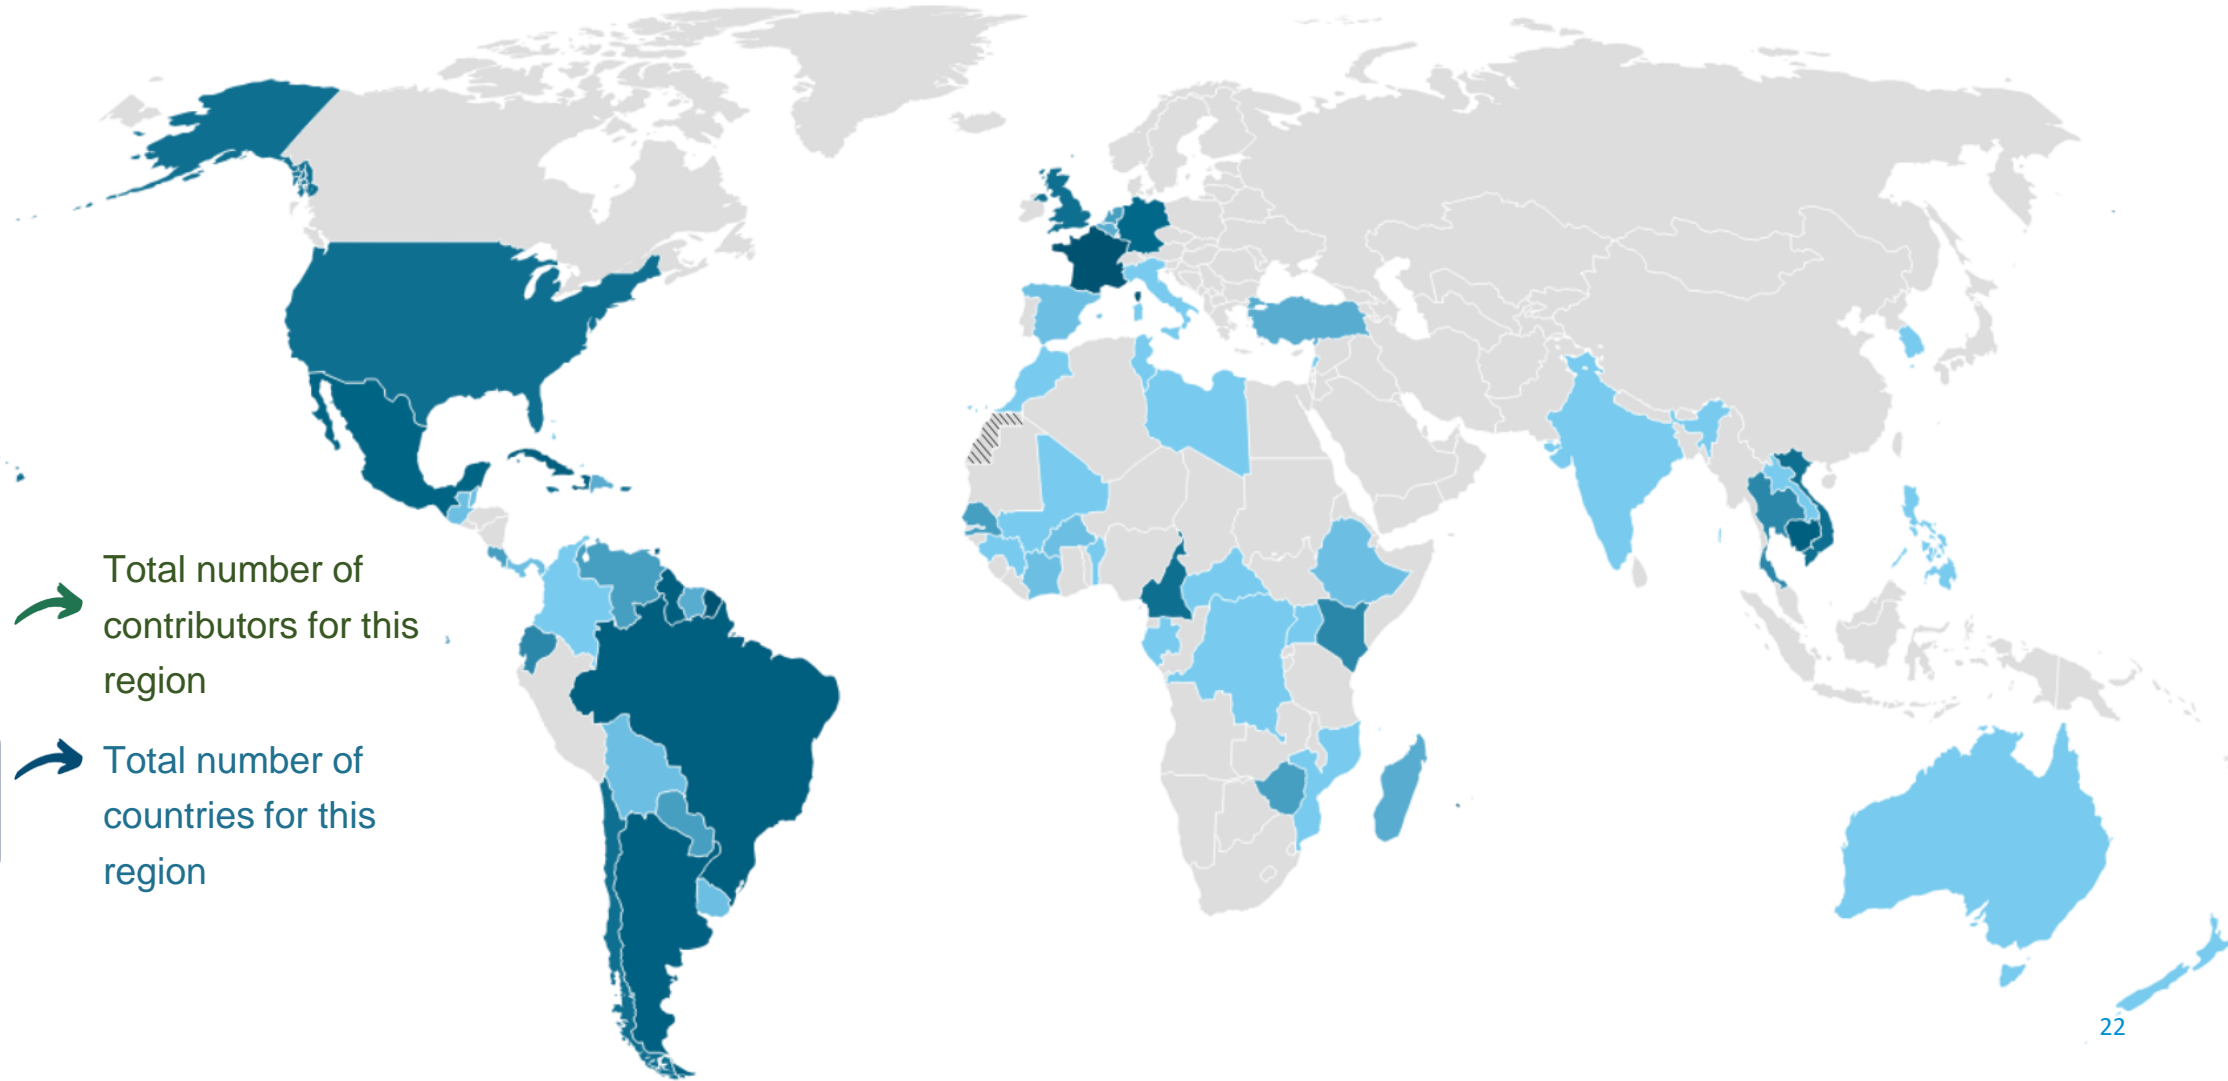 Total number of
contributors for this
region
Total number of
countries for this
region
22